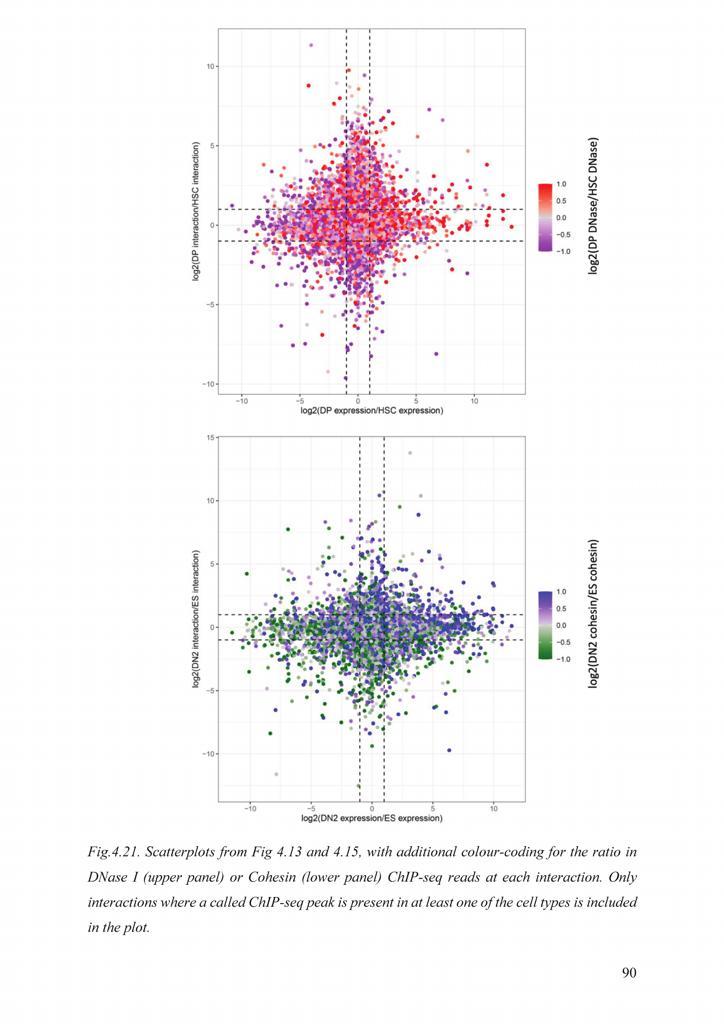 10
5
0
−5
−10
log2(DP interaction/HSC interaction)
−10 −5 0 5 10
log2(DP expression/HSC expression)
1.0
0.5
0.0
−0.5
−1.0
log2(DP DNase/HSC DNase)
15
10
5
0
−5
−10
log2(DN2 interaction/ES interaction)
−10 −5 0 5 10
log2(DN2 expression/ES expression)
1.0
0.5
0.0
−0.5
−1.0
log2(DN2 cohesin/ES cohesin)
Fig.4.21. Scatterplots from Fig 4.13 and 4.15, with additional colour-coding for the ratio in
DNase I (upper panel) or Cohesin (lower panel) ChIP-seq reads at each interaction. Only
interactions where a called ChIP-seq peak is present in at least one of the cell types is included
in the plot.
90